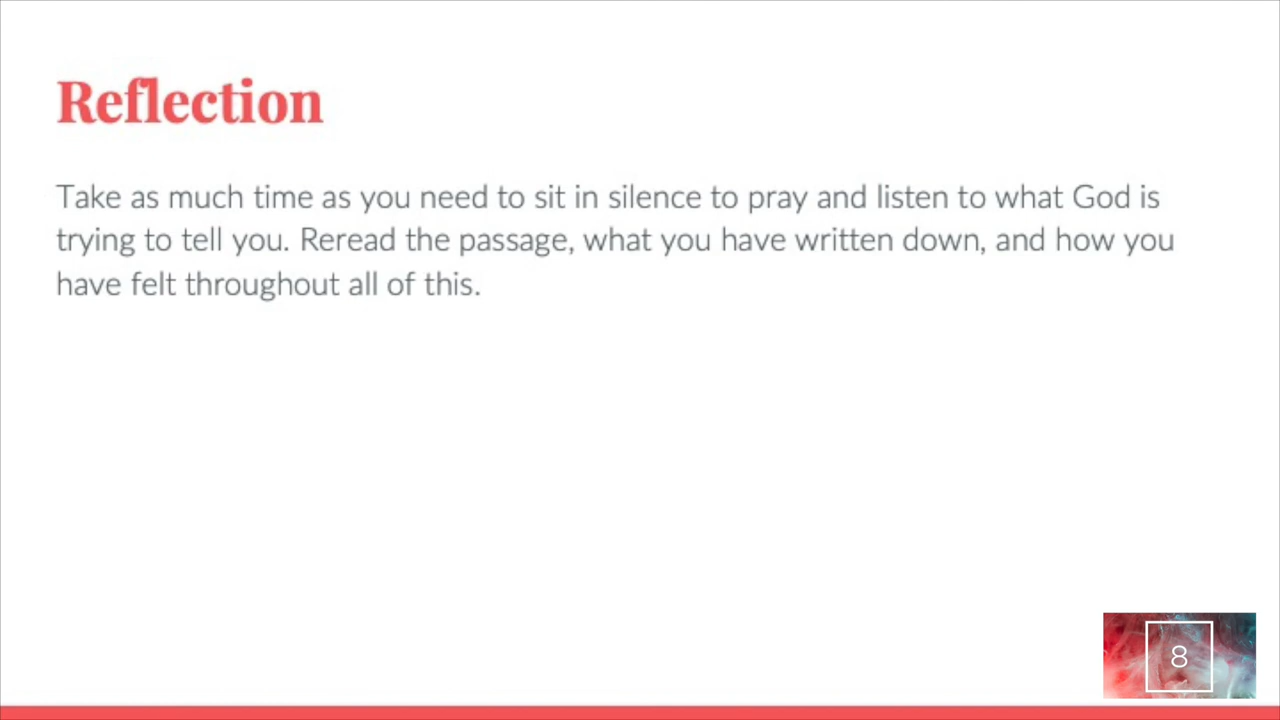 Reflection
Take as much time as you need to sit in silence to pray and listen to what God is
trying to tell you. Reread the passage, what you have written down, and how you
have felt throughout all of this.
8